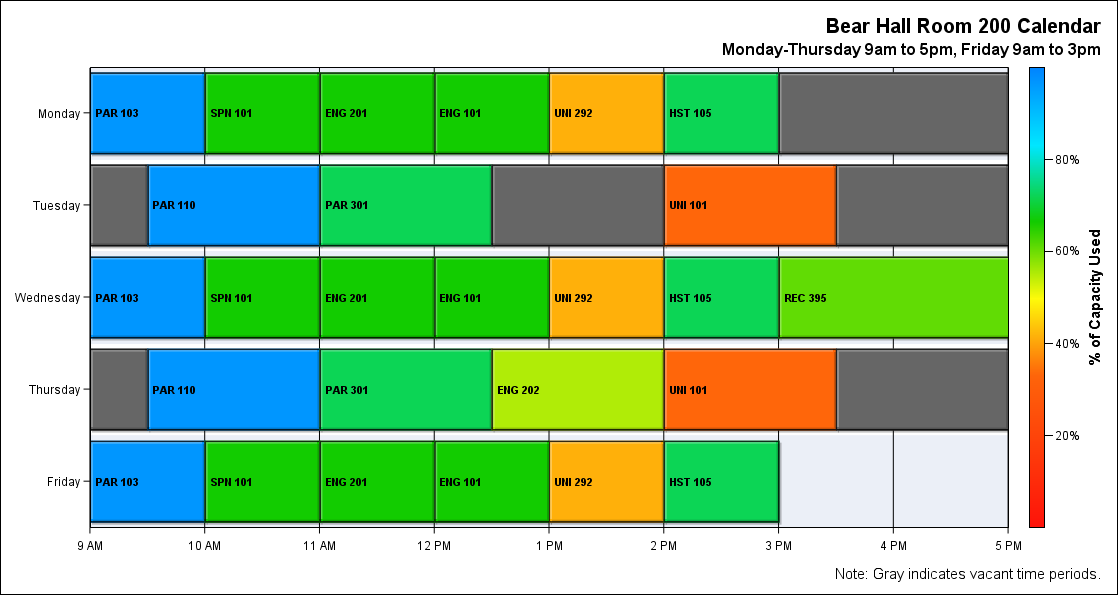 Bear Hall Room 200 Calendar
Monday-Thursday 9am to 5pm, Friday 9am to 3pm
Monday
PAR 103
SPN 101
ENG 201
ENG 101
UNI 292
HST 105
Tuesday
PAR 110
PAR 301
UNI 101
Wednesday
PAR 103
SPN 101
ENG 201
ENG 101
UNI 292
HST 105
REC 395
Thursday
PAR 110
PAR 301
ENG 202
UNI 101
Friday
PAR 103
SPN 101
ENG 201
ENG 101
UNI 292
HST 105
9 AM
10 AM
11 AM
12 PM
1 PM
2 PM
3 PM
4 PM
5 PM
80%
60%
40%
20%
% of Capacity Used
Note: Gray indicates vacant time periods.